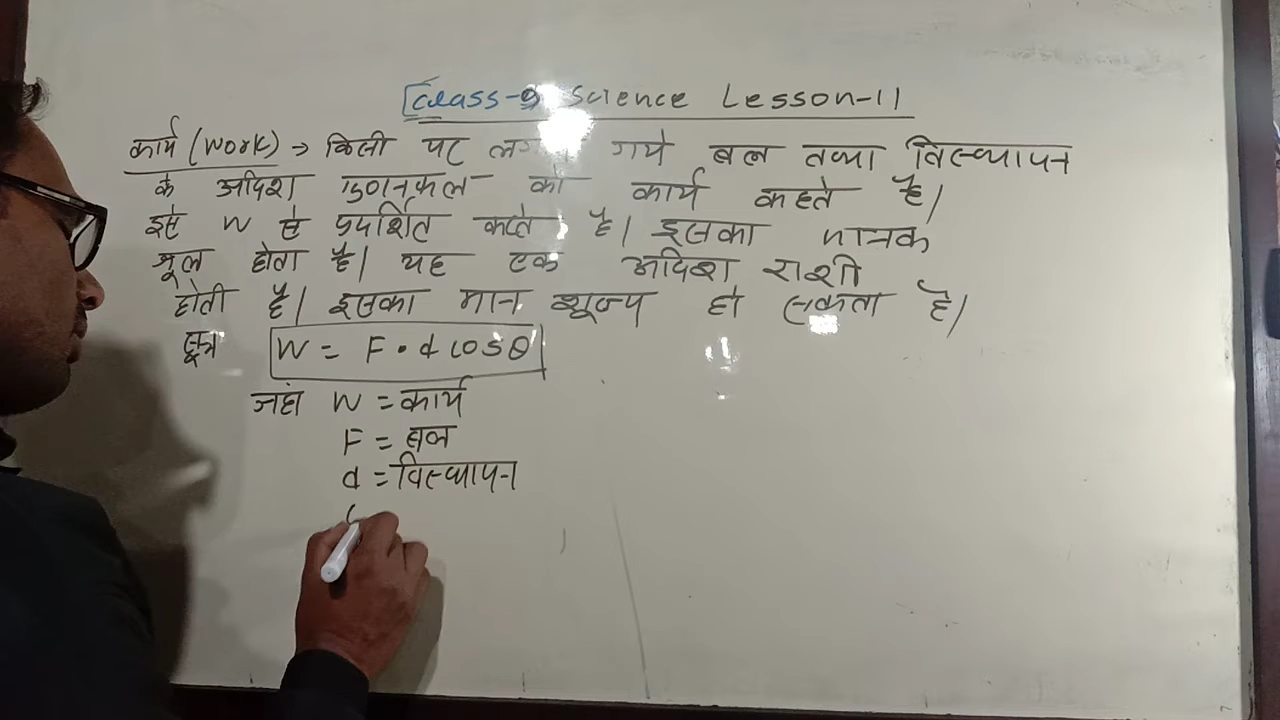 Class-9 Science Lesson-11
कार्य (Work) → किसी पर गये बल तथा विस्थापन
के अदिश गुणनफल को कार्य कहते है।
इसे W से प्रदर्शित करते है। इसका मात्रक
जूल होता है। यह एक अदिश राशी
होती है। इसका मान शून्य हो सकता है।
सूत्र W = F . d cos θ
जहां W = कार्य
F = बल
d = विस्थापन